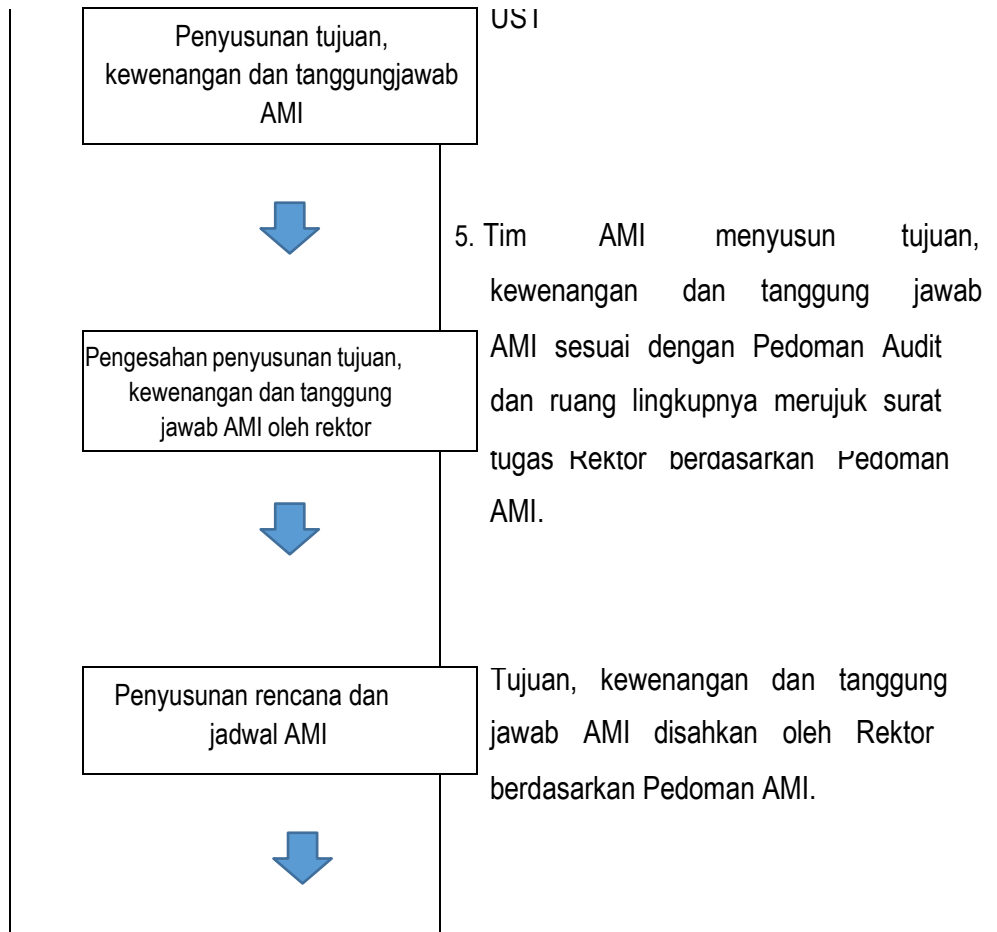 Penyusunan tujuan,
kewenangan dan tanggungjawab
AMI
UST
5. Tim AMI menyusun tujuan,
kewenangan dan tanggung jawab
AMI sesuai dengan Pedoman Audit
dan ruang lingkupnya merujuk surat
tugas Rektor berdasarkan Pedoman
AMI.
Pengesahan penyusunan tujuan,
kewenangan dan tanggung
jawab AMI oleh rektor
Penyusunan rencana dan
jadwal AMI
Tujuan, kewenangan dan tanggung
jawab AMI disahkan oleh Rektor
berdasarkan Pedoman AMI.